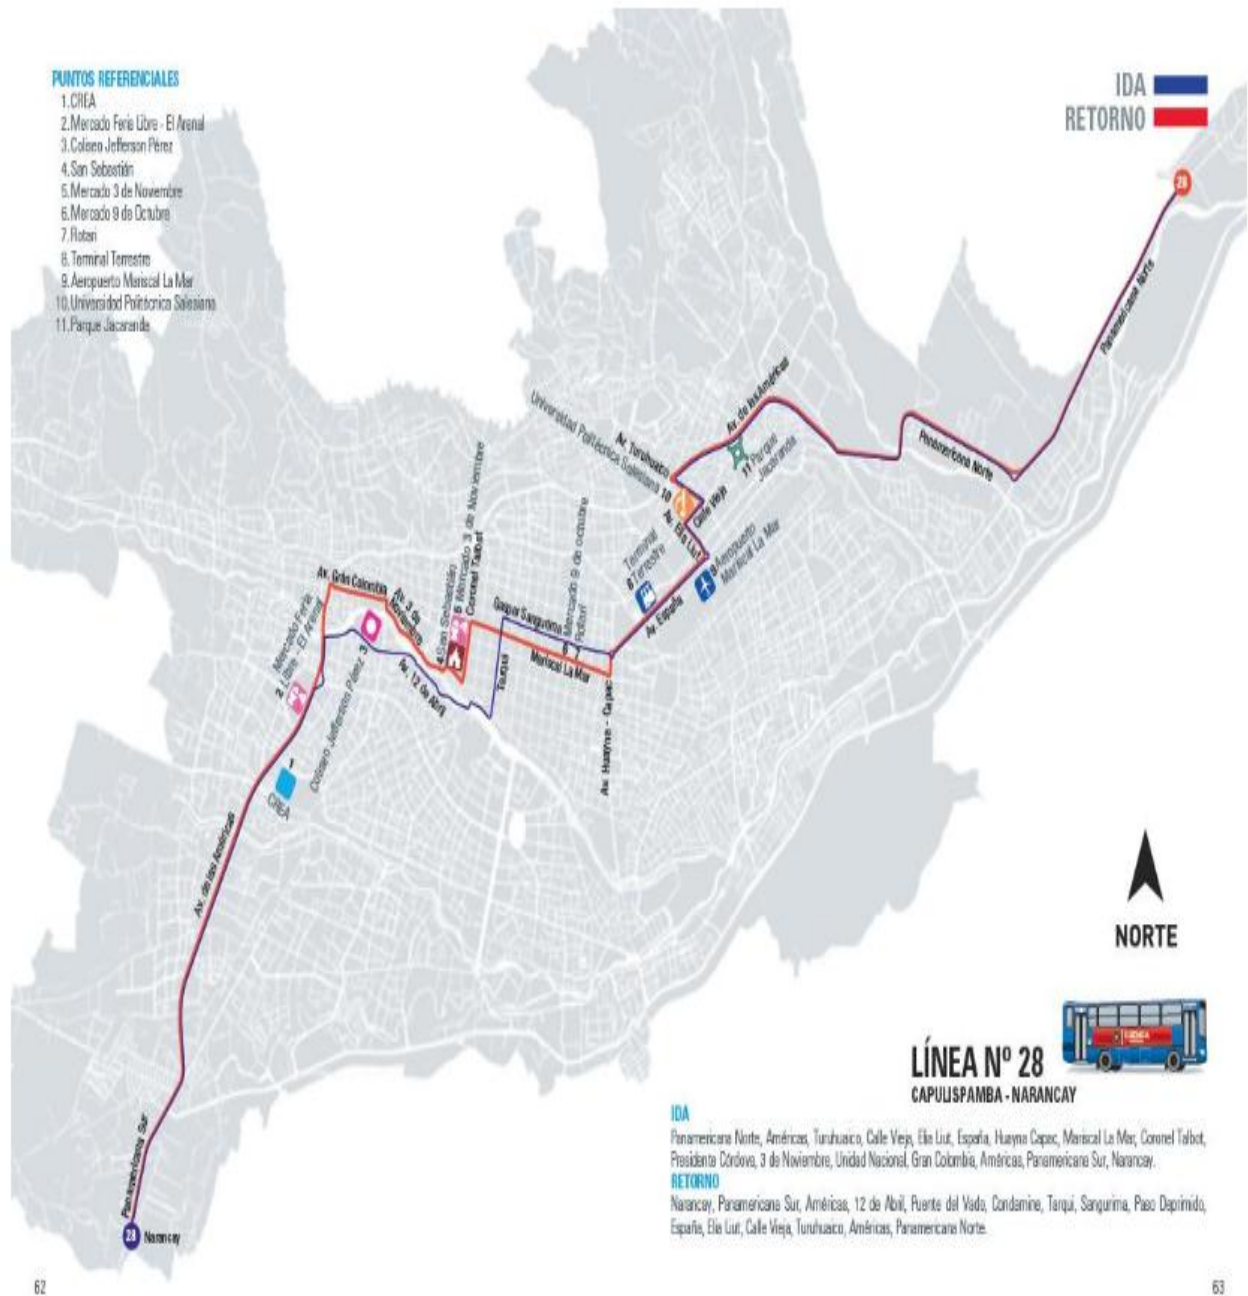 PUNTOS REFERENCIALES
1.CREA
2.Mercado Feria Libre - El Arenal
3.Coliseo Jefferson Pérez
4.San Sebastián
5.Mercado 3 de Noviembre
6.Mercado 9 de Octubre
7.Rotari
8.Terminal Terrestre
9.Aeropuerto Mariscal La Mar
10.Universidad Politécnica Salesiana
11.Parque Jacaranda
IDA
RETORNO
28
Panamericana Norte
Av. de las Américas
Panamericana Norte
11 Parque
Jacaranda
Av. Turuhuaico
Universidad Politécnica Salesiana 10
Calle Vieja
Av. Elia Liut
9 Aeropuerto
Mariscal La Mar
8 Terminal
Terrestre
Av. España
Mercado 9 de octubre
6
7 Rotari
Gaspar Sangurima
Mariscal La Mar
Av. Huayna - Capac
Tarqui
5 Mercado 3 de Noviembre
Coronel Talbot
4 San Sebastián
Av. 3 de
Noviembre
Av. Gran Colombia
Av. 12 de Abril
Coliseo Jefferson Pérez 3
2 Mercado Feria
Libre - El Arenal
1
CREA
Av. de las Américas
Panamericana Sur
28 Narancay
NORTE
LÍNEA Nº 28
CAPULISPAMBA - NARANCAY
IDA
Panamericana Norte, Américas, Turuhuaico, Calle Vieja, Elia Liut, España, Huayna Capac, Mariscal La Mar, Coronel Talbot,
Presidente Córdova, 3 de Noviembre, Unidad Nacional, Gran Colombia, Américas, Panamericana Sur, Narancay.
RETORNO
Narancay, Panamericana Sur, Américas, 12 de Abril, Puente del Vado, Condamine, Tarqui, Sangurima, Paso Deprimido,
España, Elia Liut, Calle Vieja, Turuhuaico, Américas, Panamericana Norte.
62
63